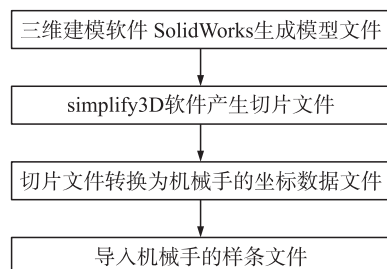 三维建模软件 SolidWorks生成模型文件
simplify3D软件产生切片文件
切片文件转换为机械手的坐标数据文件
导入机械手的样条文件